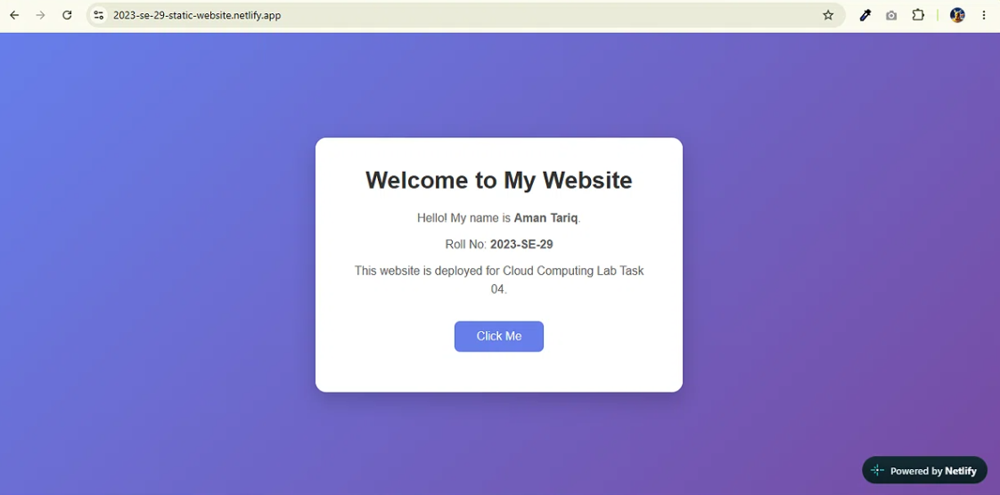 2023-se-29-static-website.netlify.app
Welcome to My Website
Hello! My name is Aman Tariq.
Roll No: 2023-SE-29
This website is deployed for Cloud Computing Lab Task
04.
Click Me
Powered by Netlify